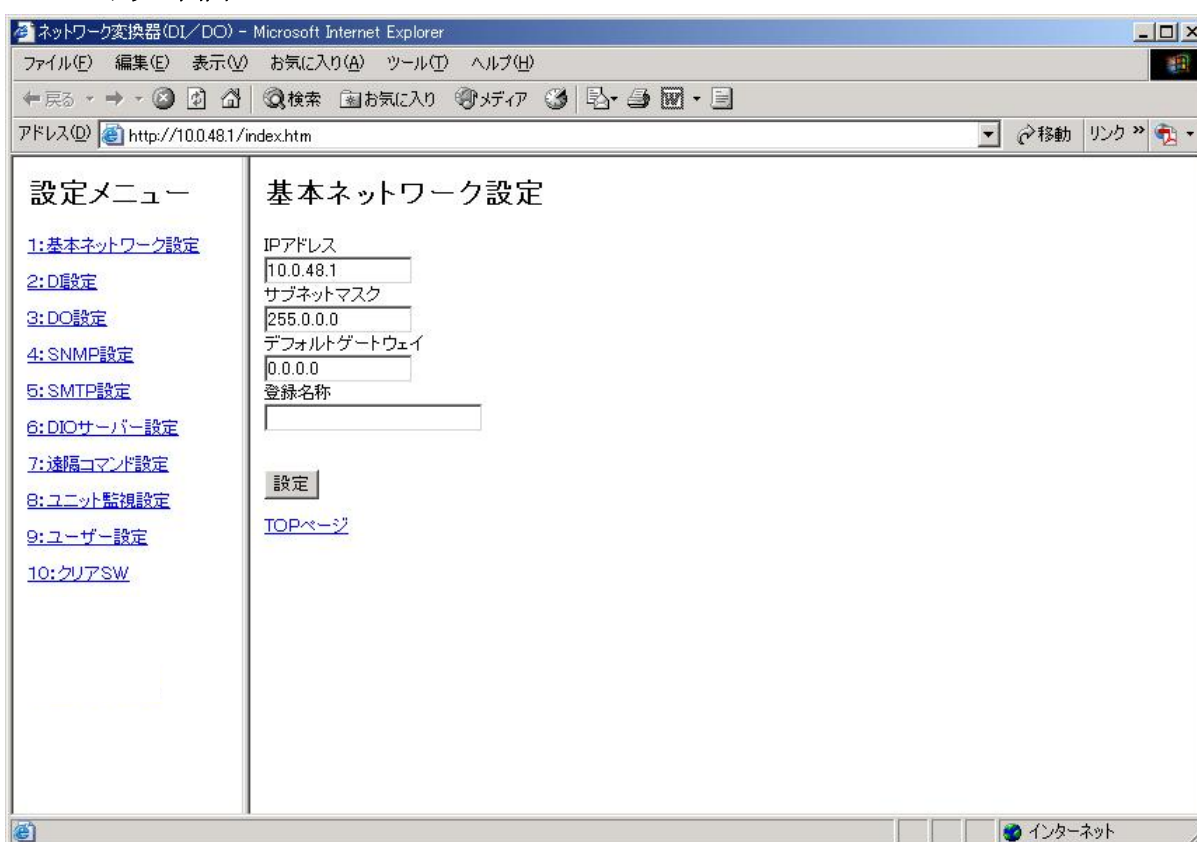 ネットワーク変換器(DI／DO) - Microsoft Internet Explorer
ファイル(F) 編集(E) 表示(V) お気に入り(A) ツール(T) ヘルプ(H)
戻る 検索 お気に入り メディア
アドレス(D) http://10.0.48.1/index.htm 移動 リンク »
設定メニュー
1:基本ネットワーク設定
2:DI設定
3:DO設定
4:SNMP設定
5:SMTP設定
6:DIOサーバー設定
7:遠隔コマンド設定
8:ユニット監視設定
9:ユーザー設定
10:クリアSW
基本ネットワーク設定
IPアドレス
10.0.48.1
サブネットマスク
255.0.0.0
デフォルトゲートウェイ
0.0.0.0
登録名称
設定
TOPページ
インターネット